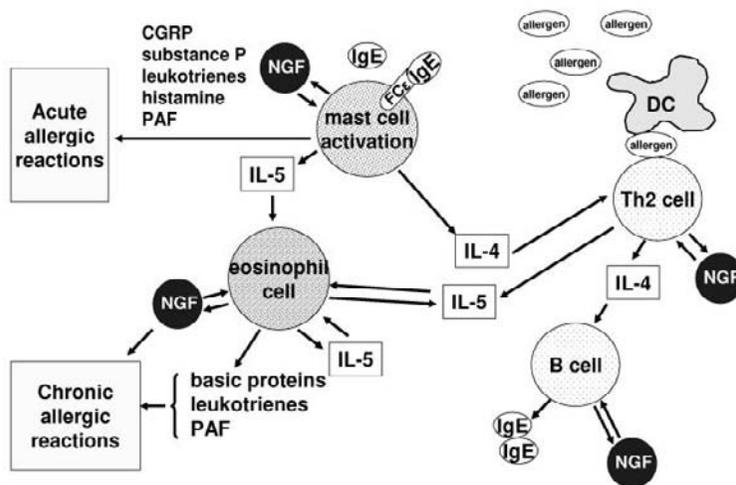 CGRP
substance P
leukotrienes
histamine
PAF
NGF
IgE
FCε
IgE
mast cell
activation
Acute
allergic
reactions
allergen
allergen
allergen
allergen
DC
allergen
Th2 cell
IL-5
IL-4
NGF
IL-4
eosinophil
cell
NGF
IL-5
IL-5
B cell
Chronic
allergic
reactions
basic proteins
leukotrienes
PAF
IgE
IgE
NGF